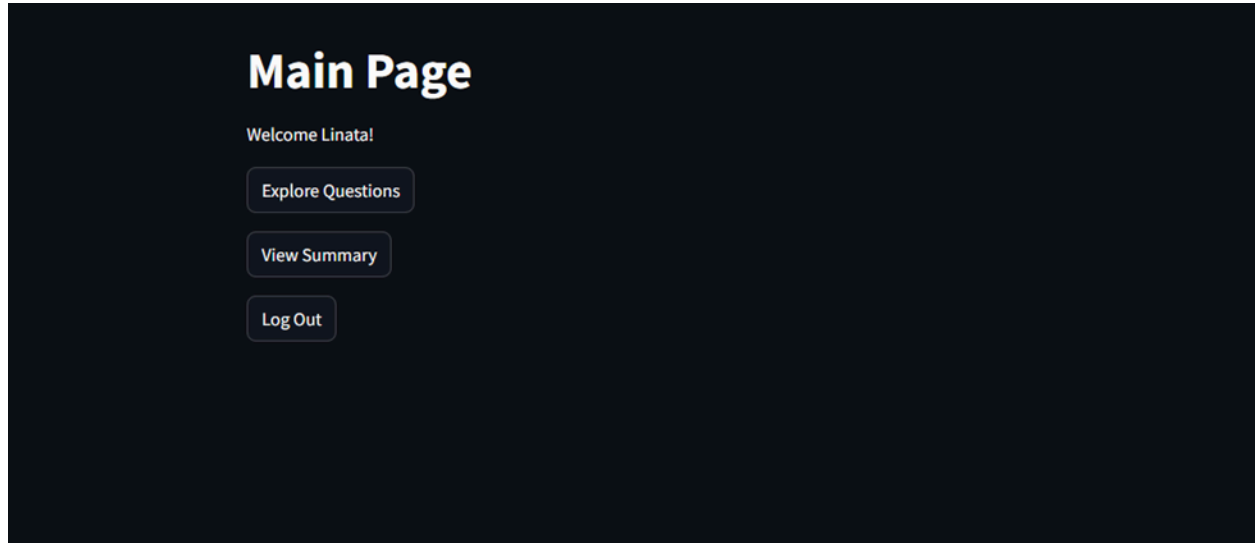 Main Page
Welcome Linata!
Explore Questions
View Summary
Log Out